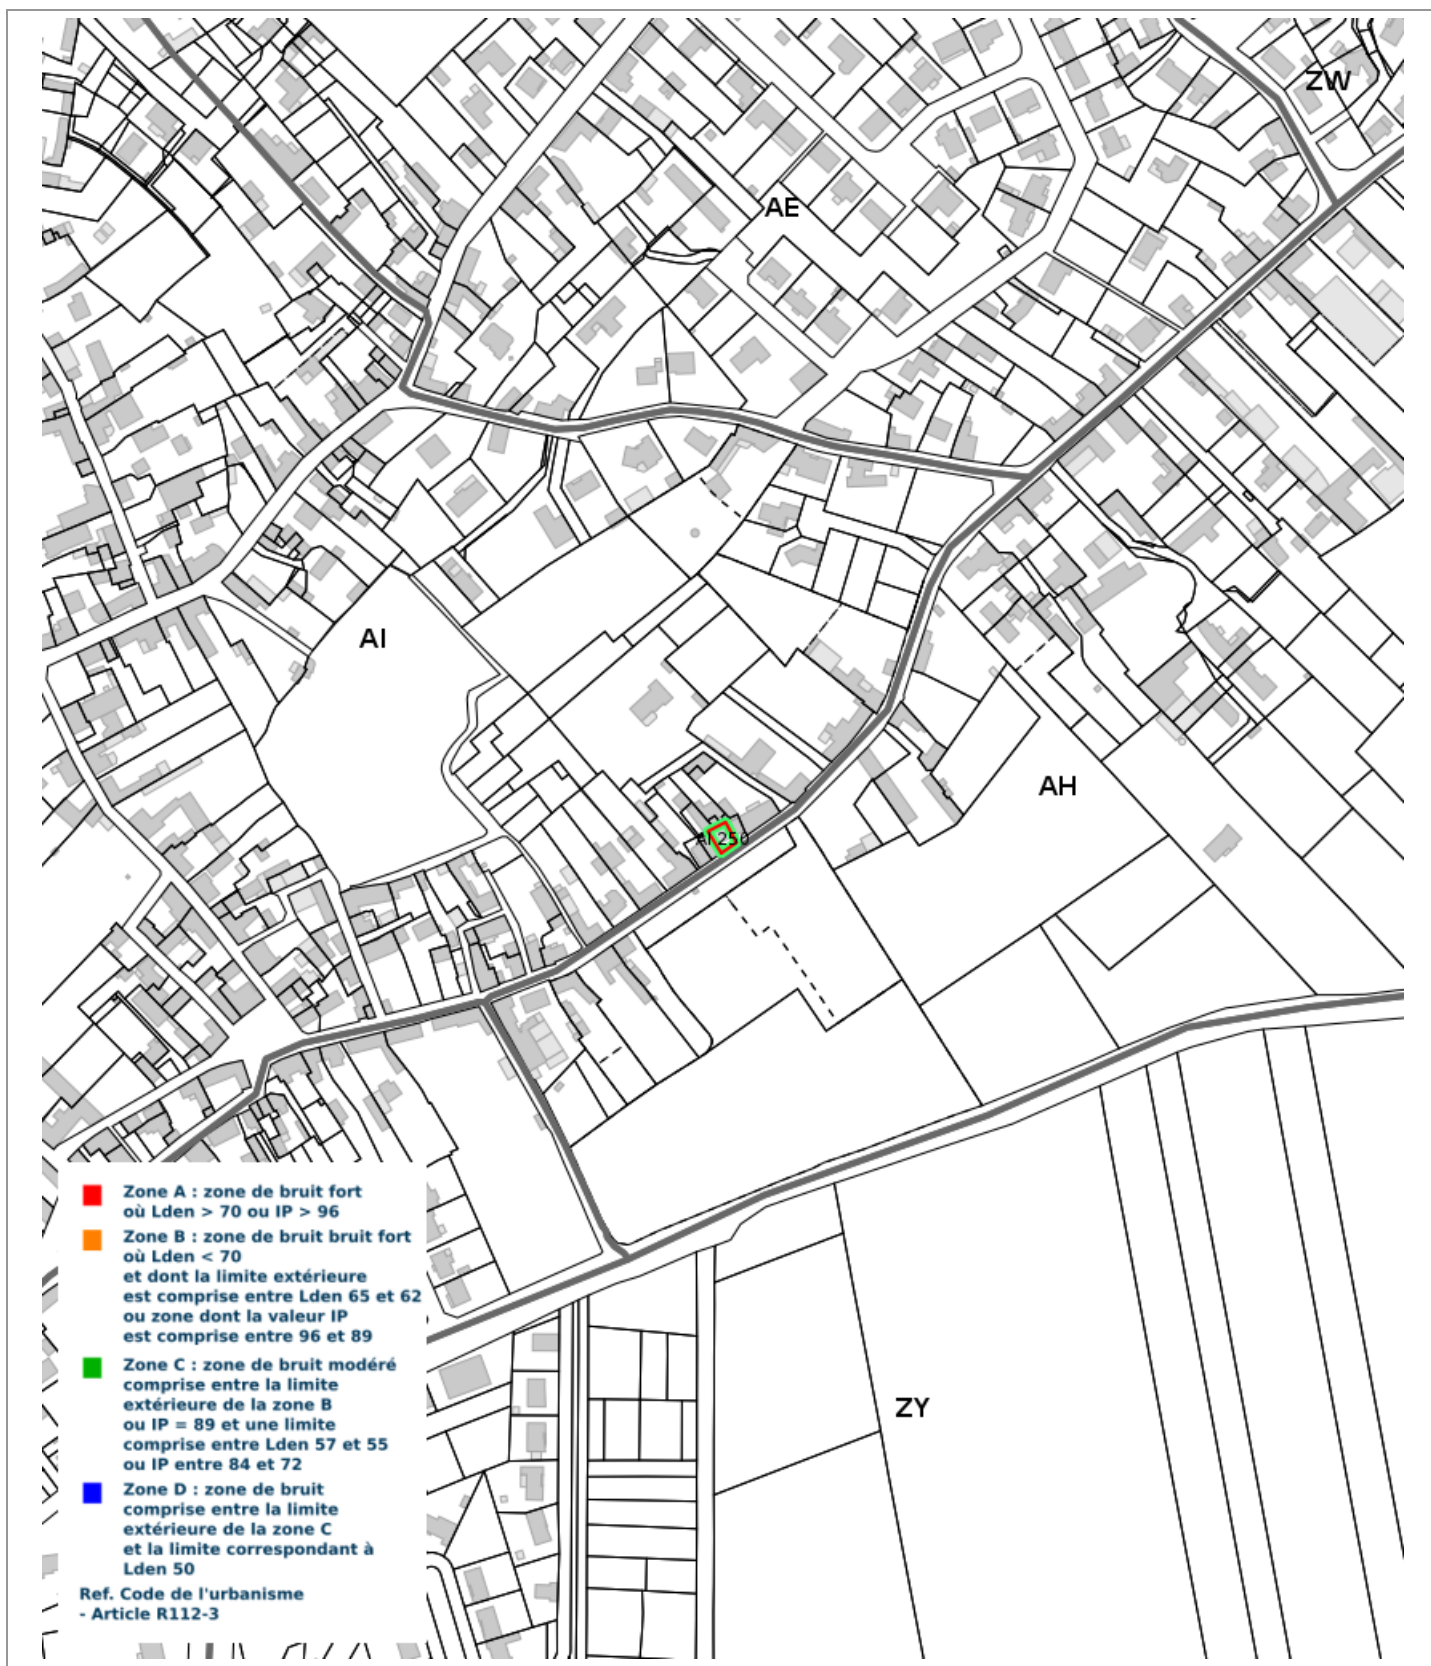 ZW
AE
AI
AH
AI 250
Zone A : zone de bruit fort
où Lden > 70 ou IP > 96
Zone B : zone de bruit bruit fort
où Lden < 70
et dont la limite extérieure
est comprise entre Lden 65 et 62
ou zone dont la valeur IP
est comprise entre 96 et 89
Zone C : zone de bruit modéré
comprise entre la limite
extérieure de la zone B
ou IP = 89 et une limite
comprise entre Lden 57 et 55
ou IP entre 84 et 72
ZY
Zone D : zone de bruit
comprise entre la limite
extérieure de la zone C
et la limite correspondant à
Lden 50
Ref. Code de l'urbanisme
- Article R112-3